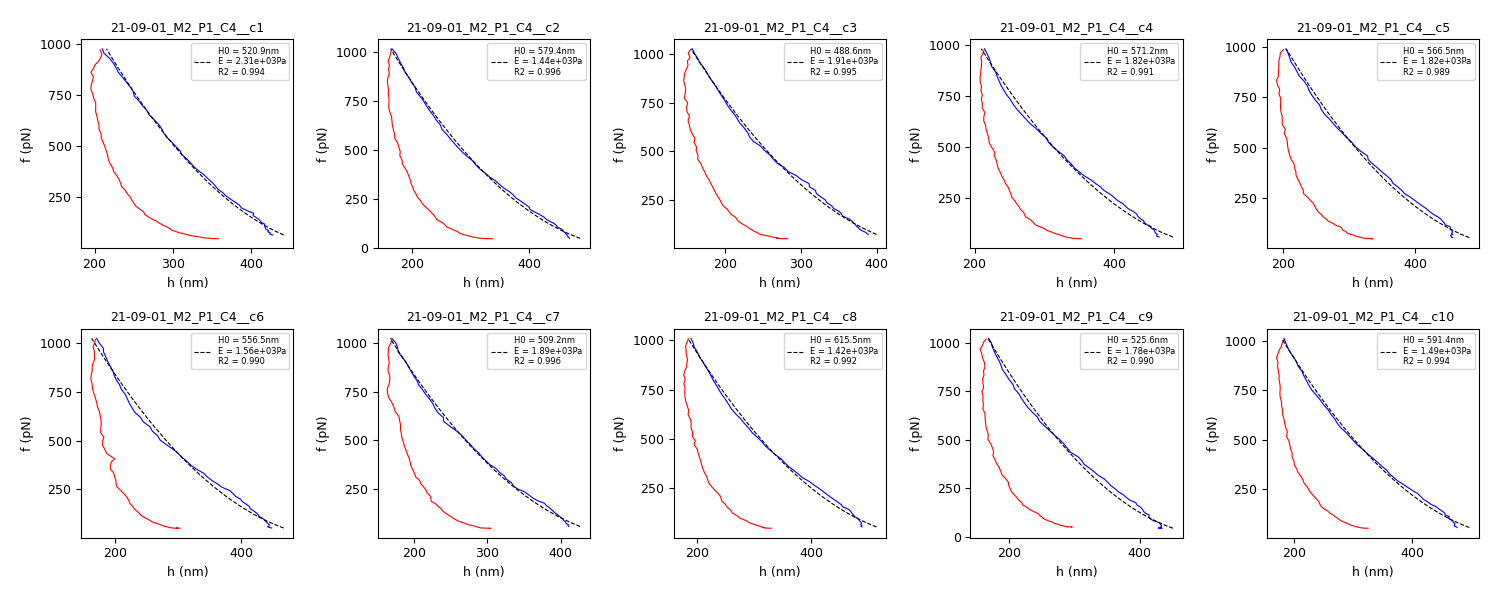 21-09-01_M2_P1_C4__c1
H0 = 520.9nm
E = 2.31e+03Pa
R2 = 0.994
1000
750
500
250
f (pN)
200 300 400
h (nm)
21-09-01_M2_P1_C4__c2
H0 = 579.4nm
E = 1.44e+03Pa
R2 = 0.996
1000
750
500
250
0
f (pN)
200 400
h (nm)
21-09-01_M2_P1_C4__c3
H0 = 488.6nm
E = 1.91e+03Pa
R2 = 0.995
1000
750
500
250
f (pN)
200 300 400
h (nm)
21-09-01_M2_P1_C4__c4
H0 = 571.2nm
E = 1.82e+03Pa
R2 = 0.991
1000
750
500
250
f (pN)
200 400
h (nm)
21-09-01_M2_P1_C4__c5
H0 = 566.5nm
E = 1.82e+03Pa
R2 = 0.989
1000
750
500
250
f (pN)
200 400
h (nm)
21-09-01_M2_P1_C4__c6
H0 = 556.5nm
E = 1.56e+03Pa
R2 = 0.990
1000
750
500
250
f (pN)
200 400
h (nm)
21-09-01_M2_P1_C4__c7
H0 = 509.2nm
E = 1.89e+03Pa
R2 = 0.996
1000
750
500
250
f (pN)
200 300 400
h (nm)
21-09-01_M2_P1_C4__c8
H0 = 615.5nm
E = 1.42e+03Pa
R2 = 0.992
1000
750
500
250
f (pN)
200 400
h (nm)
21-09-01_M2_P1_C4__c9
H0 = 525.6nm
E = 1.78e+03Pa
R2 = 0.990
1000
750
500
250
0
f (pN)
200 400
h (nm)
21-09-01_M2_P1_C4__c10
H0 = 591.4nm
E = 1.49e+03Pa
R2 = 0.994
1000
750
500
250
f (pN)
200 400
h (nm)